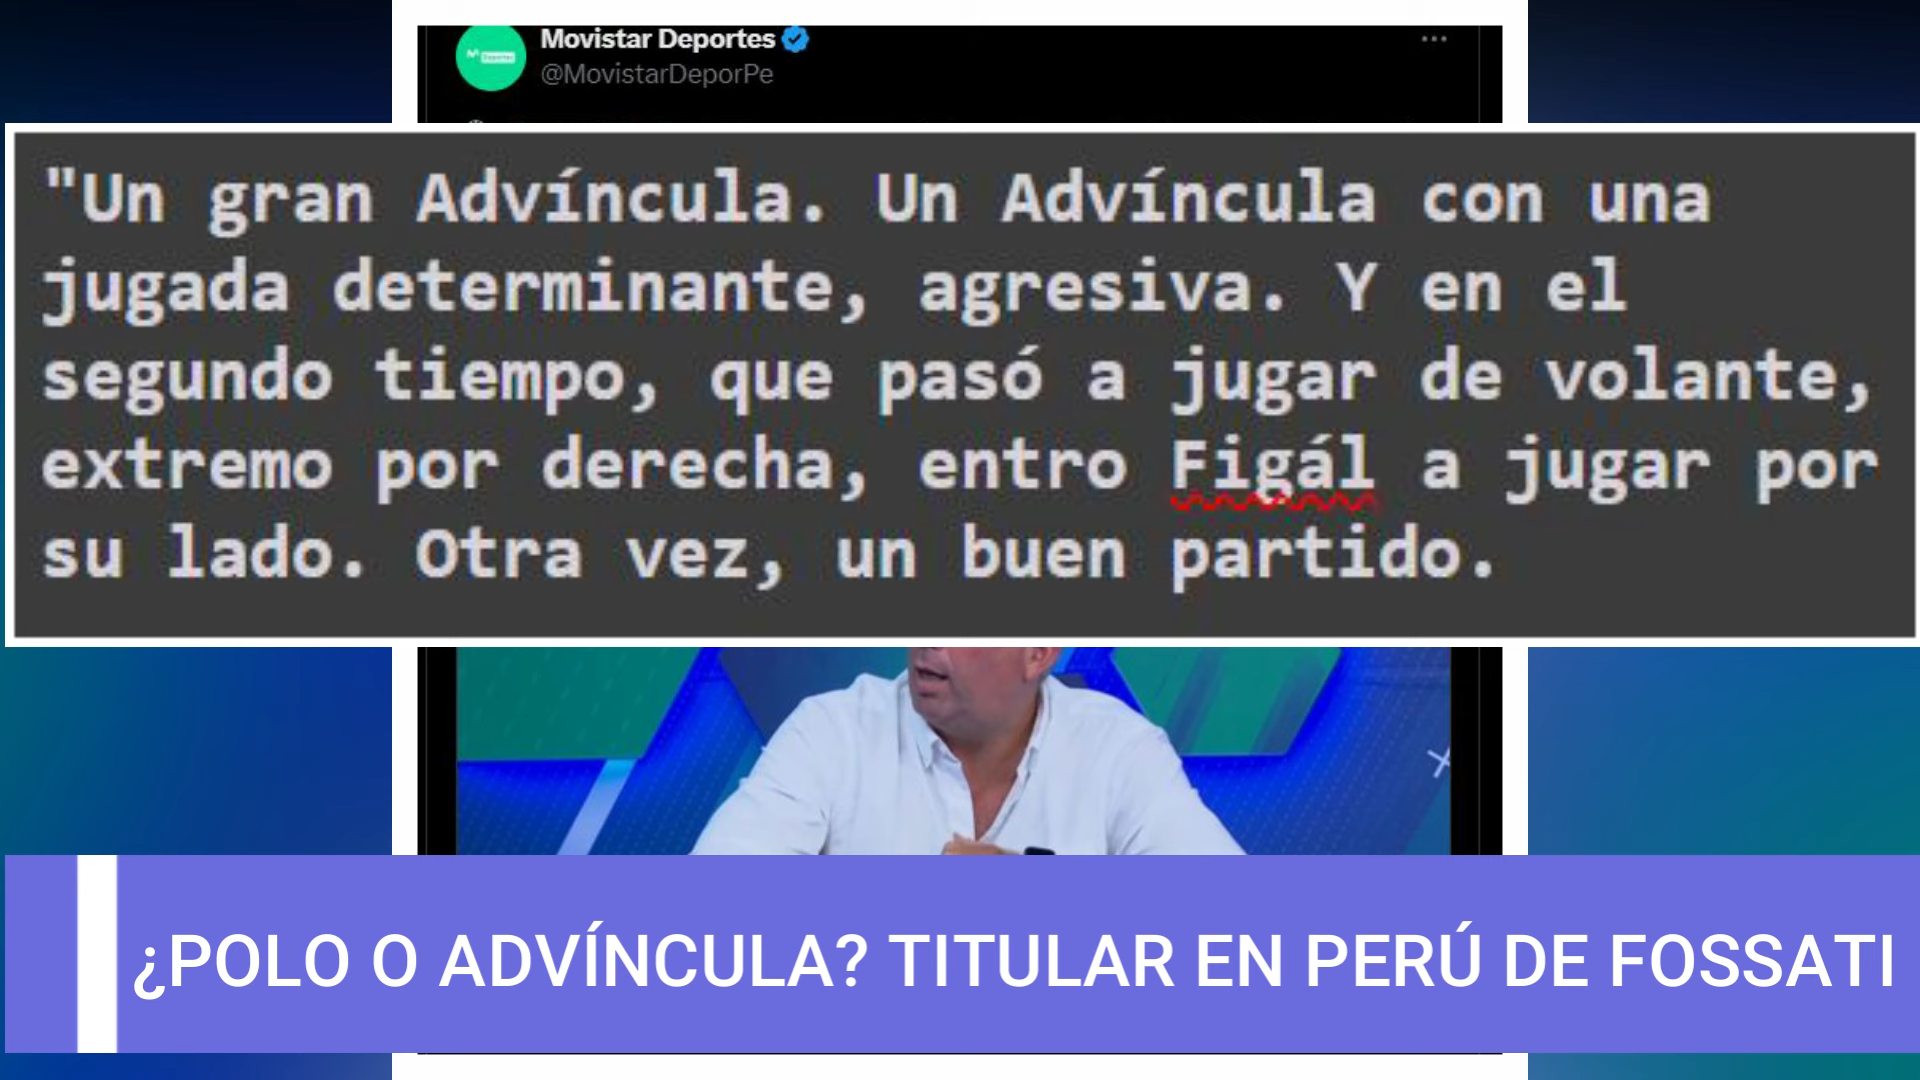 Movistar Deportes
@MovistarDeporPe
"Un gran Advíncula. Un Advíncula con una
jugada determinante, agresiva. Y en el
segundo tiempo, que pasó a jugar de volante,
extremo por derecha, entro Figál a jugar por
su lado. Otra vez, un buen partido.
¿POLO O ADVÍNCULA? TITULAR EN PERÚ DE FOSSATI